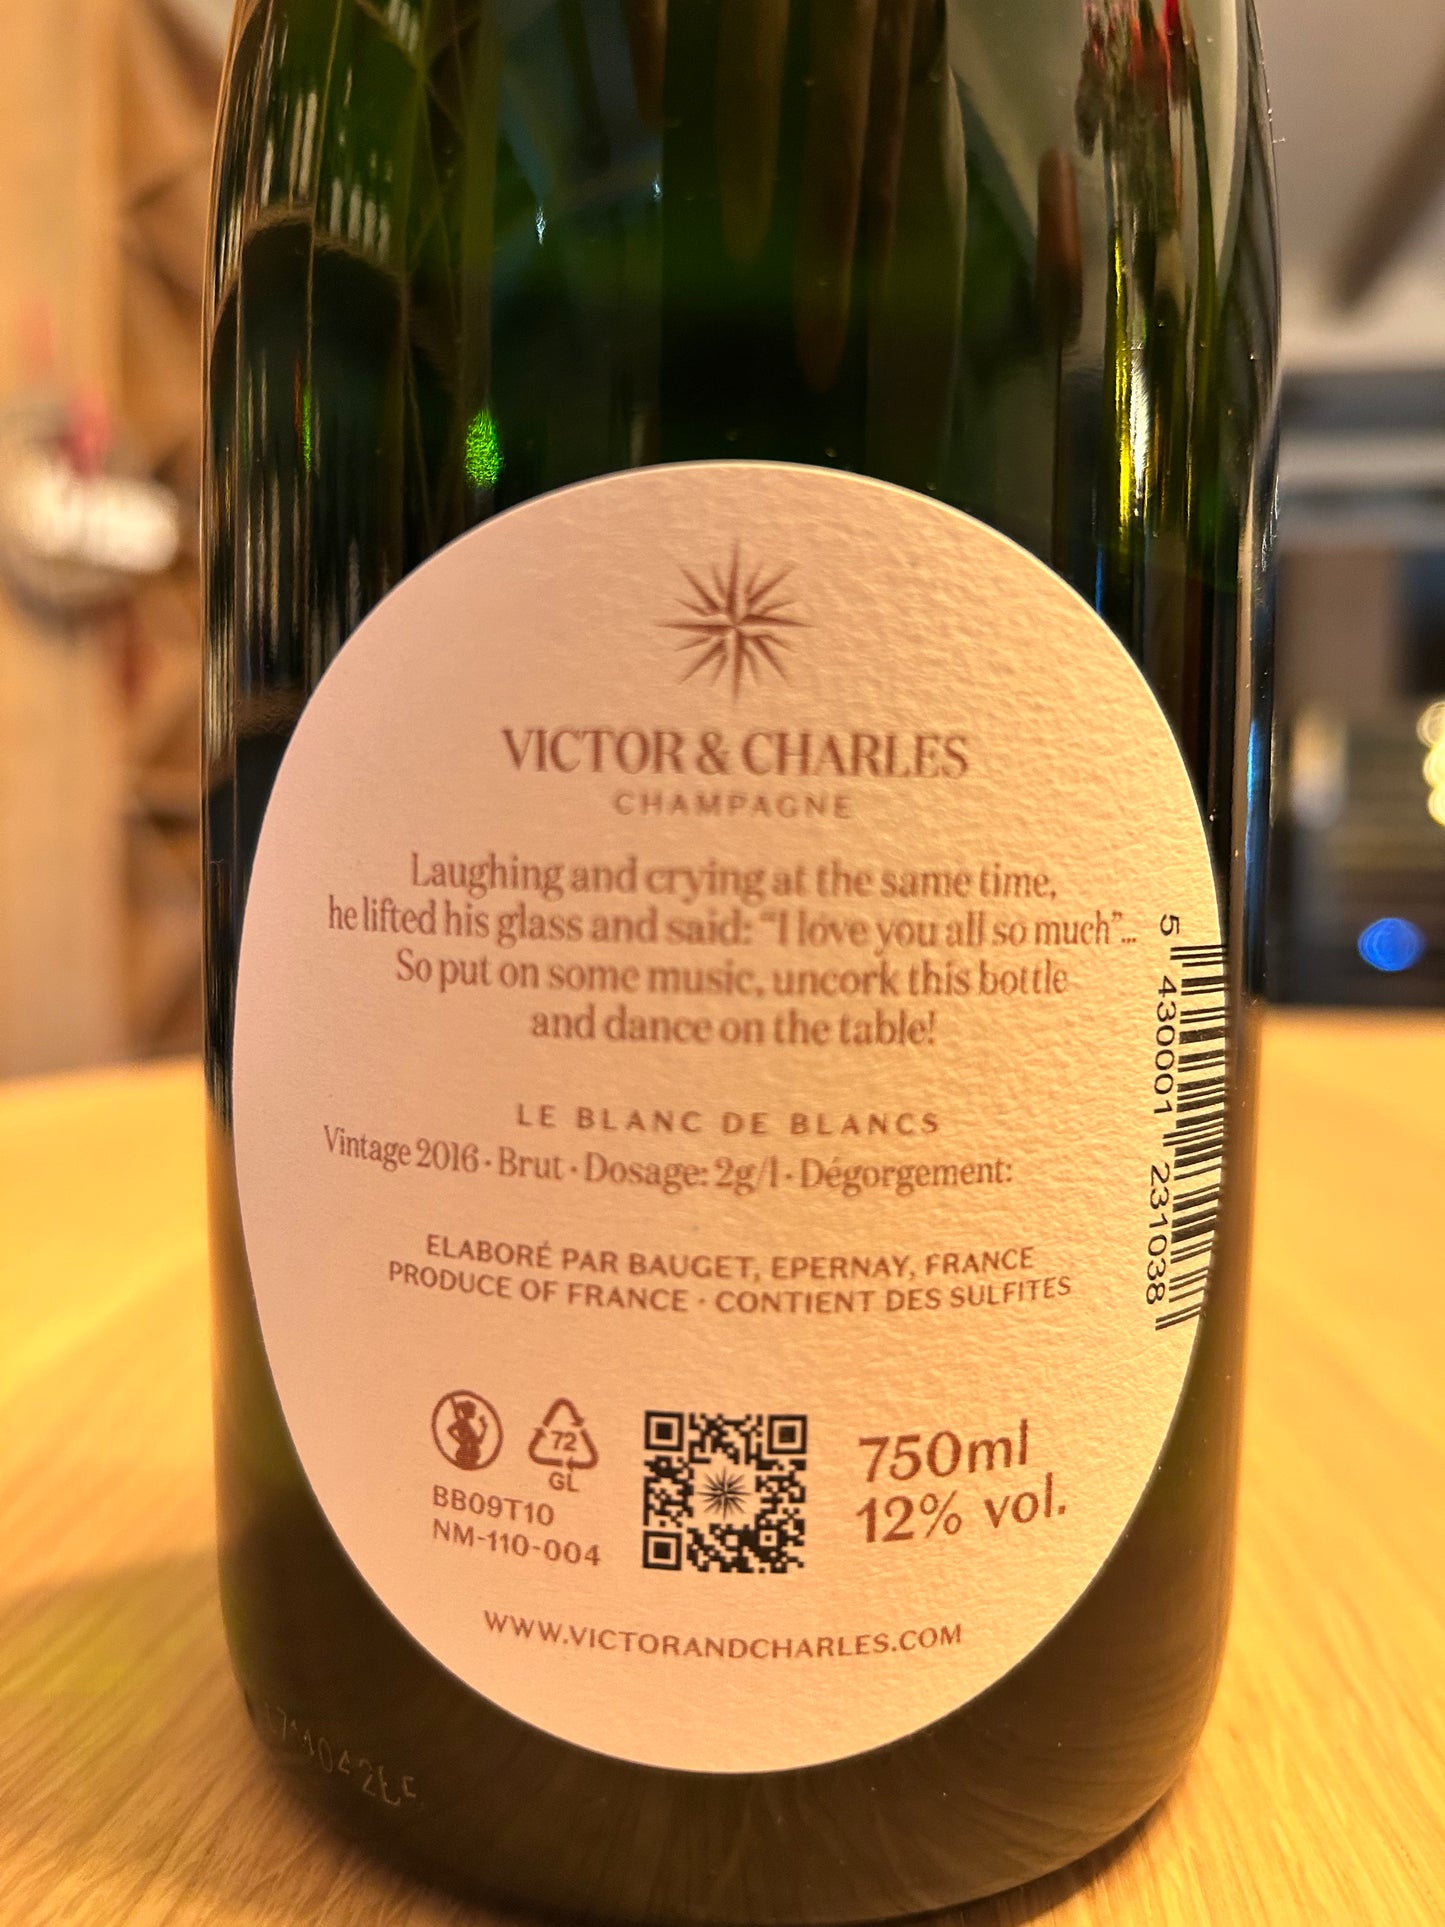 VICTOR & CHARLES
CHAMPAGNE
Laughing and crying at the same time,
he lifted his glass and said: “I love you all so much”...
So put on some music, uncork this bottle
and dance on the table!
LE BLANC DE BLANCS
Vintage 2016 · Brut · Dosage: 2g/l · Dégorgement:
ELABORÉ PAR BAUGET, EPERNAY, FRANCE
PRODUCE OF FRANCE · CONTIENT DES SULFITES
72
GL
BB09T10
NM-110-004
750ml
12% vol.
WWW.VICTORANDCHARLES.COM
5 430001 231038